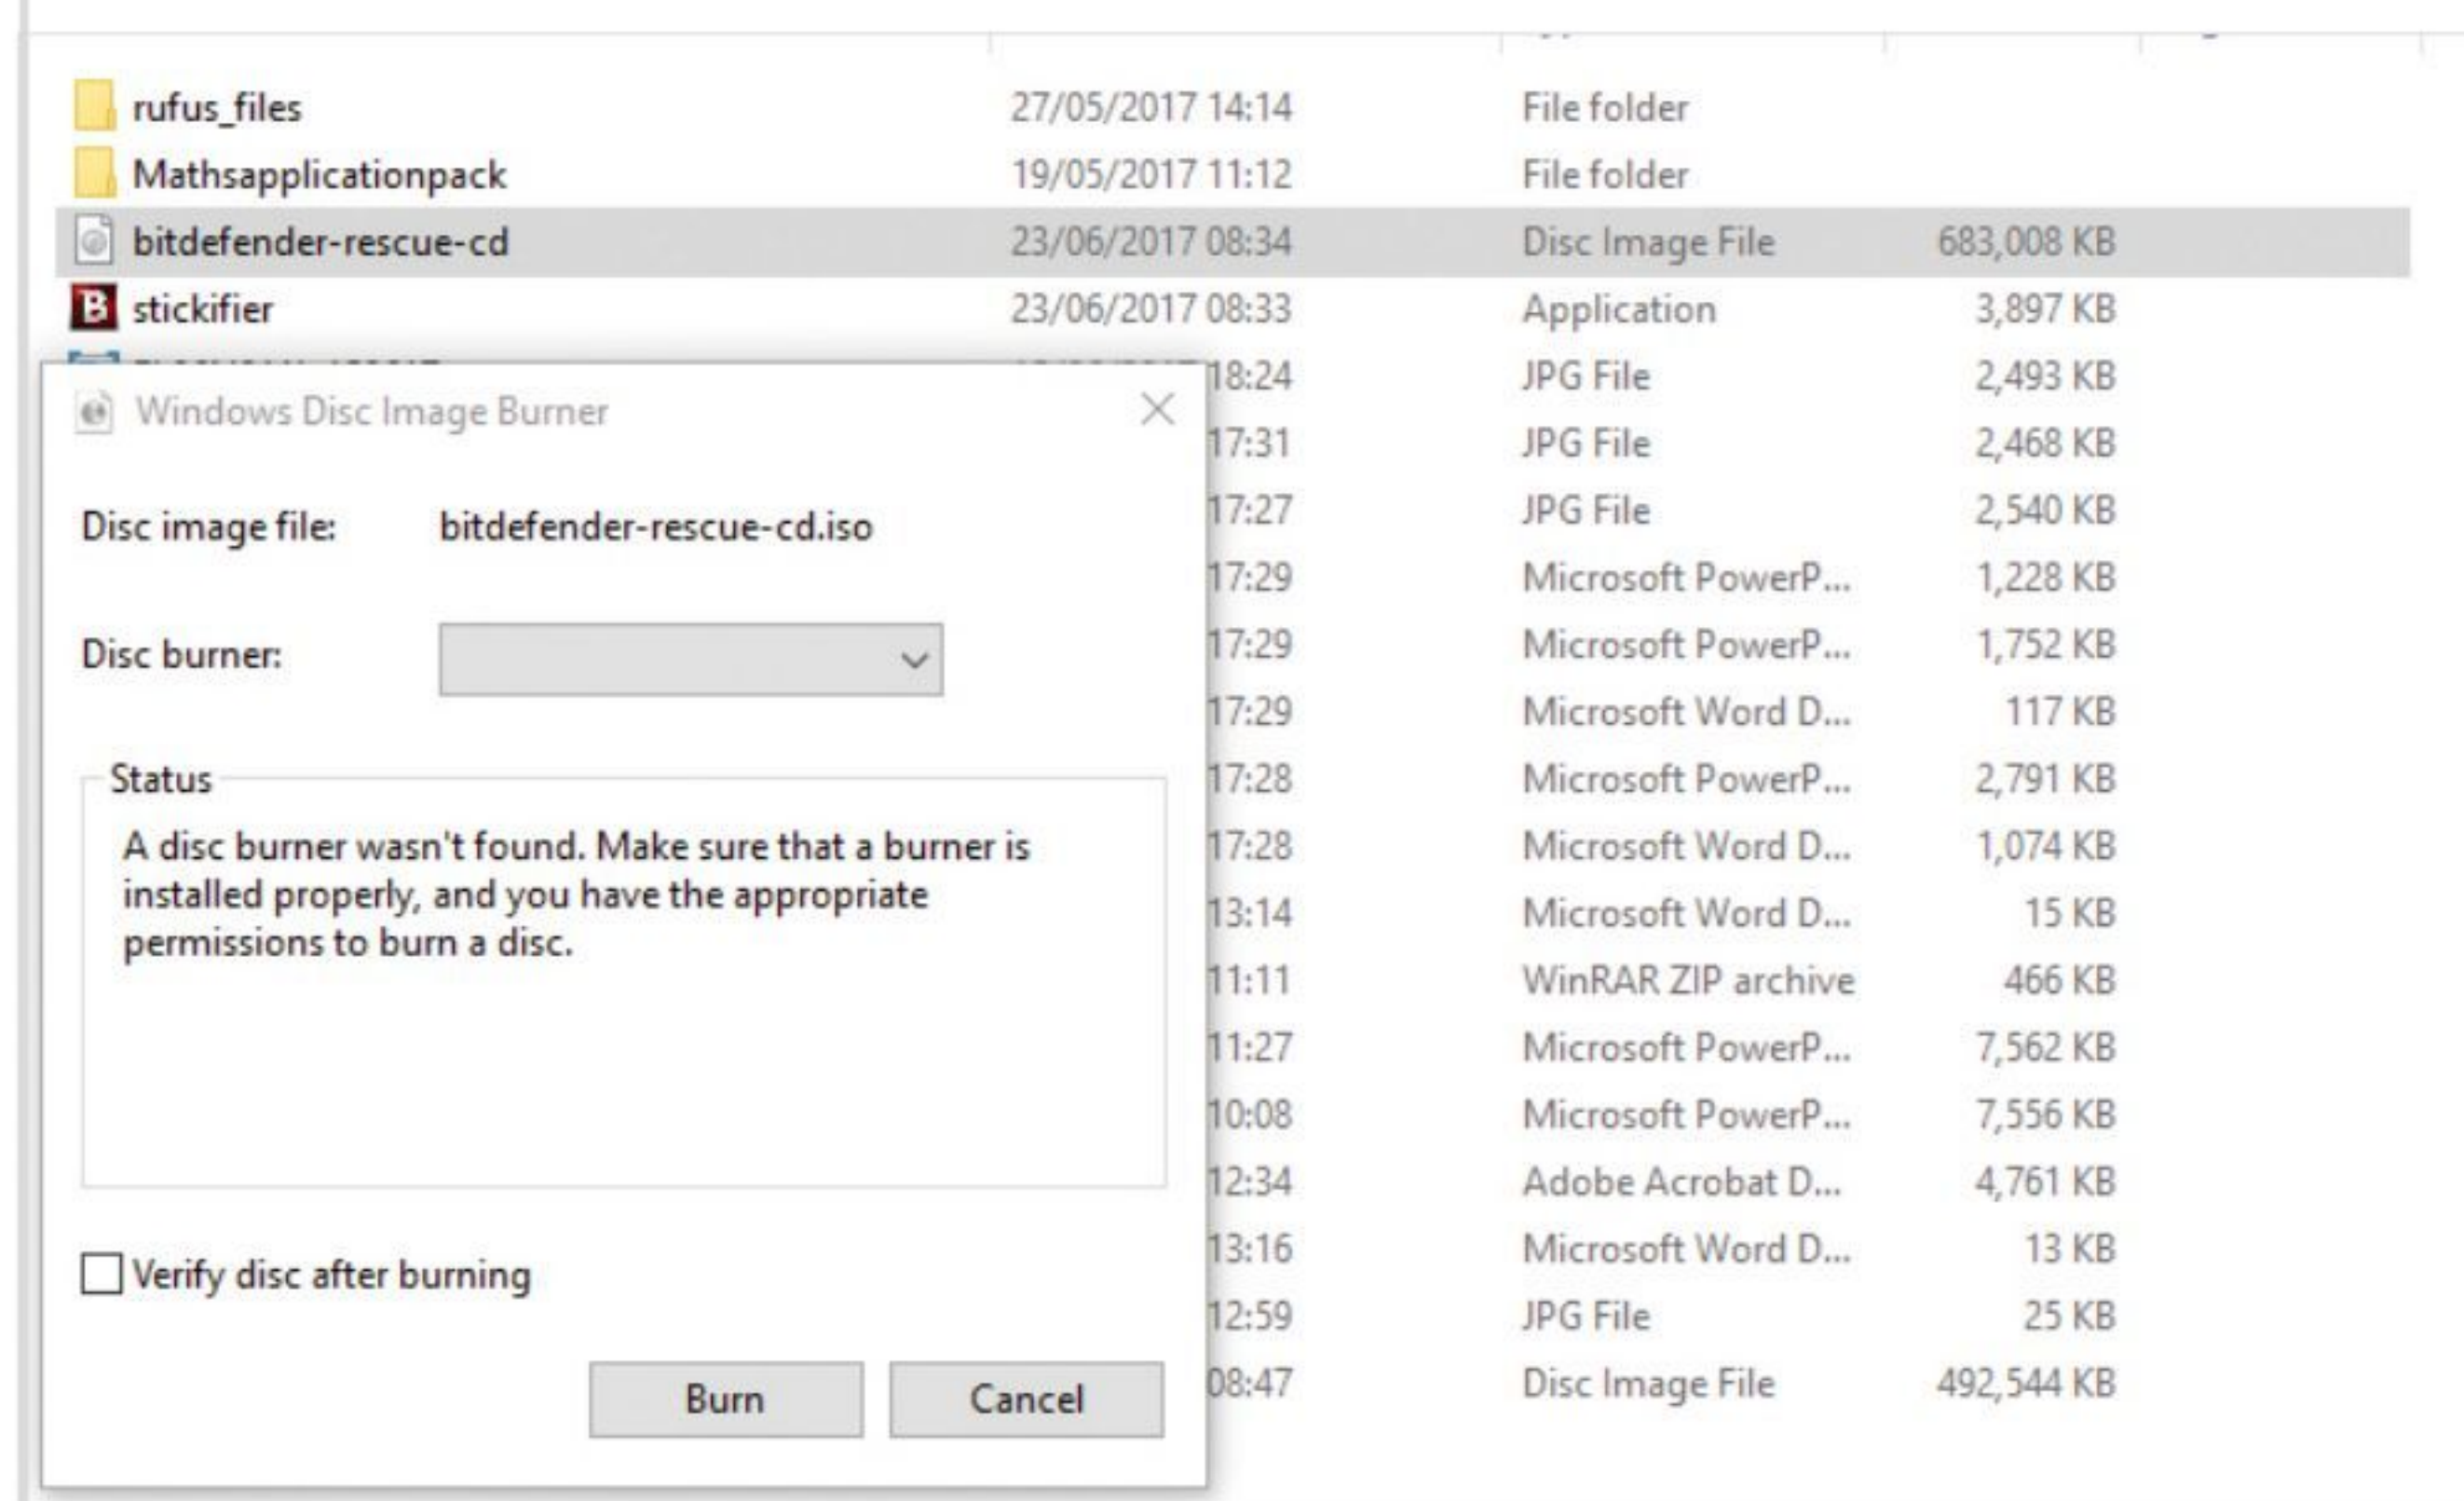 rufus_files 27/05/2017 14:14 File folder
Mathsapplicationpack 19/05/2017 11:12 File folder
bitdefender-rescue-cd 23/06/2017 08:34 Disc Image File 683,008 KB
stickifier 23/06/2017 08:33 Application 3,897 KB
18:24 JPG File 2,493 KB
Windows Disc Image Burner
17:31 JPG File 2,468 KB
Disc image file: bitdefender-rescue-cd.iso
17:27 JPG File 2,540 KB
17:29 Microsoft PowerP... 1,228 KB
Disc burner:
17:29 Microsoft PowerP... 1,752 KB
17:29 Microsoft Word D... 117 KB
Status
17:28 Microsoft PowerP... 2,791 KB
A disc burner wasn't found. Make sure that a burner is
installed properly, and you have the appropriate
permissions to burn a disc.
17:28 Microsoft Word D... 1,074 KB
13:14 Microsoft Word D... 15 KB
11:11 WinRAR ZIP archive 466 KB
11:27 Microsoft PowerP... 7,562 KB
10:08 Microsoft PowerP... 7,556 KB
12:34 Adobe Acrobat D... 4,761 KB
13:16 Microsoft Word D... 13 KB
Verify disc after burning
12:59 JPG File 25 KB
08:47 Disc Image File 492,544 KB
Burn
Cancel